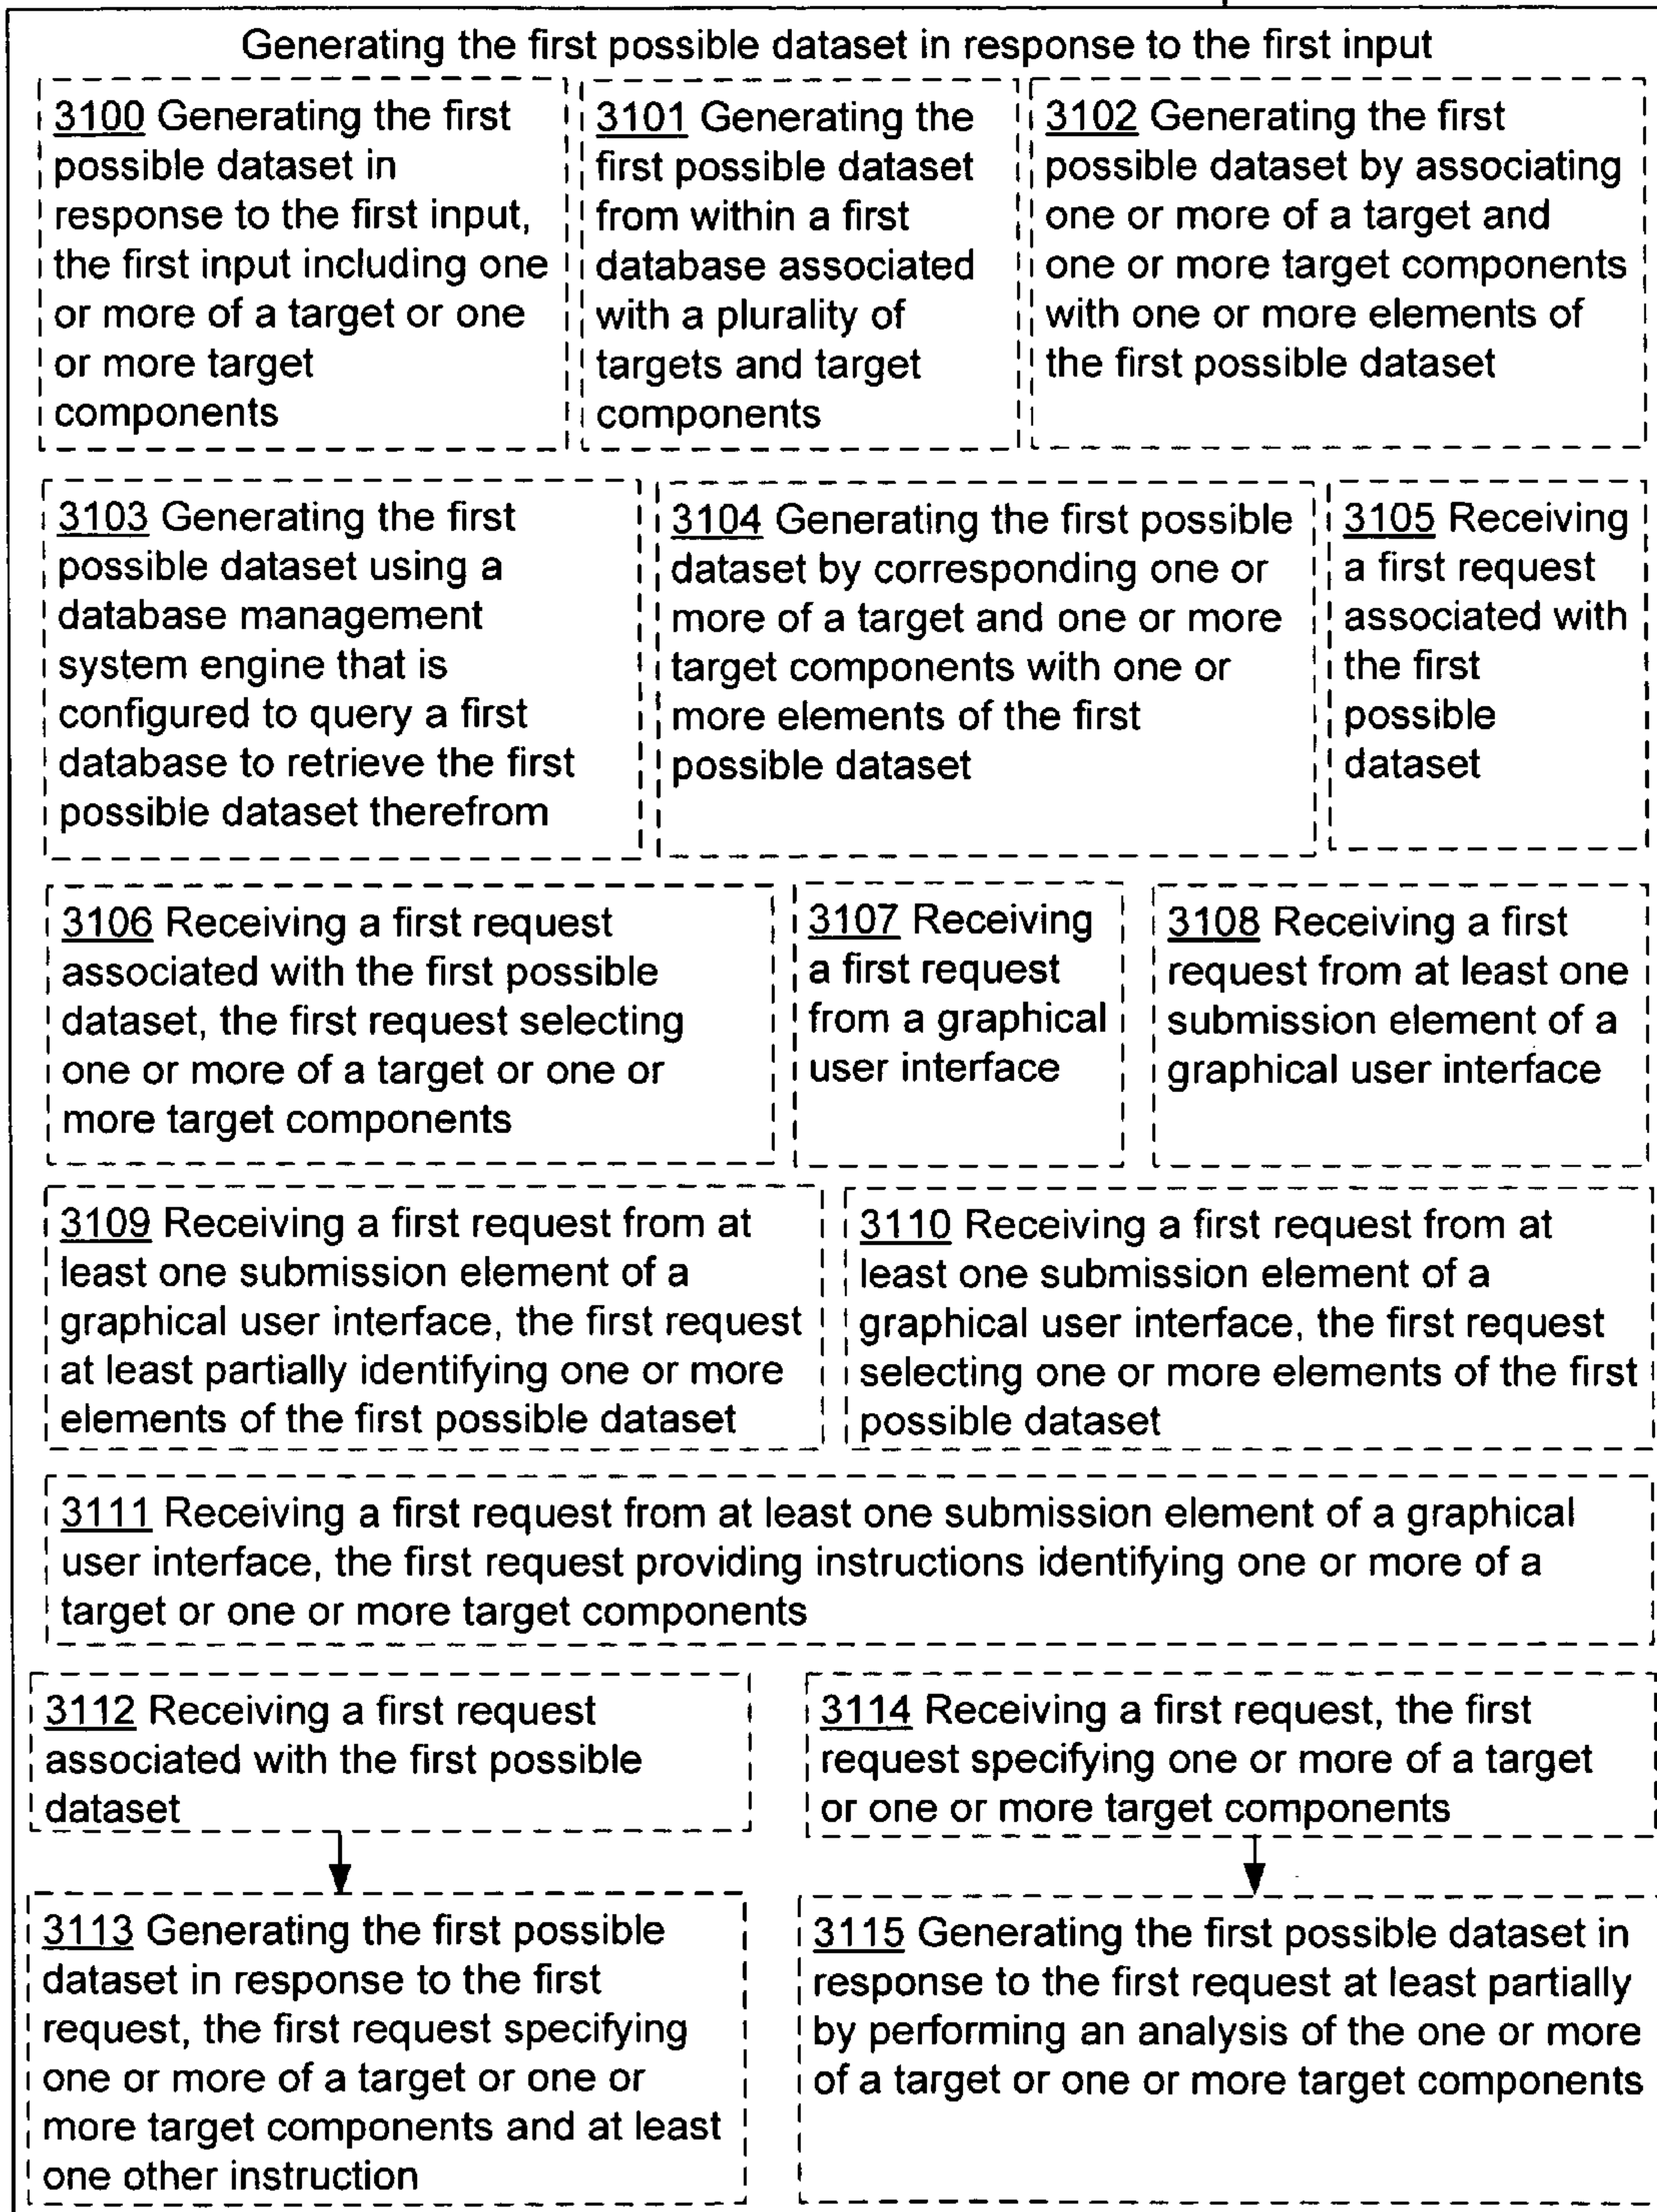 Generating the first possible dataset in response to the first input
3100 Generating the first
possible dataset in
response to the first input,
the first input including one
or more of a target or one
or more target
components
3101 Generating the
first possible dataset
from within a first
database associated
with a plurality of
targets and target
components
3102 Generating the first
possible dataset by associating
one or more of a target and
one or more target components
with one or more elements of
the first possible dataset
3103 Generating the first
possible dataset using a
database management
system engine that is
configured to query a first
database to retrieve the first
possible dataset therefrom
3104 Generating the first possible
dataset by corresponding one or
more of a target and one or more
target components with one or
more elements of the first
possible dataset
3105 Receiving
a first request
associated with
the first
possible
dataset
3106 Receiving a first request
associated with the first possible
dataset, the first request selecting
one or more of a target or one or
more target components
3107 Receiving
a first request
from a graphical
user interface
3108 Receiving a first
request from at least one
submission element of a
graphical user interface
3109 Receiving a first request from at
least one submission element of a
graphical user interface, the first request
at least partially identifying one or more
elements of the first possible dataset
3110 Receiving a first request from at
least one submission element of a
graphical user interface, the first request
selecting one or more elements of the first
possible dataset
3111 Receiving a first request from at least one submission element of a graphical
user interface, the first request providing instructions identifying one or more of a
target or one or more target components
3112 Receiving a first request
associated with the first possible
dataset
3114 Receiving a first request, the first
request specifying one or more of a target
or one or more target components
3113 Generating the first possible
dataset in response to the first
request, the first request specifying
one or more of a target or one or
more target components and at least
one other instruction
3115 Generating the first possible dataset in
response to the first request at least partially
by performing an analysis of the one or more
of a target or one or more target components